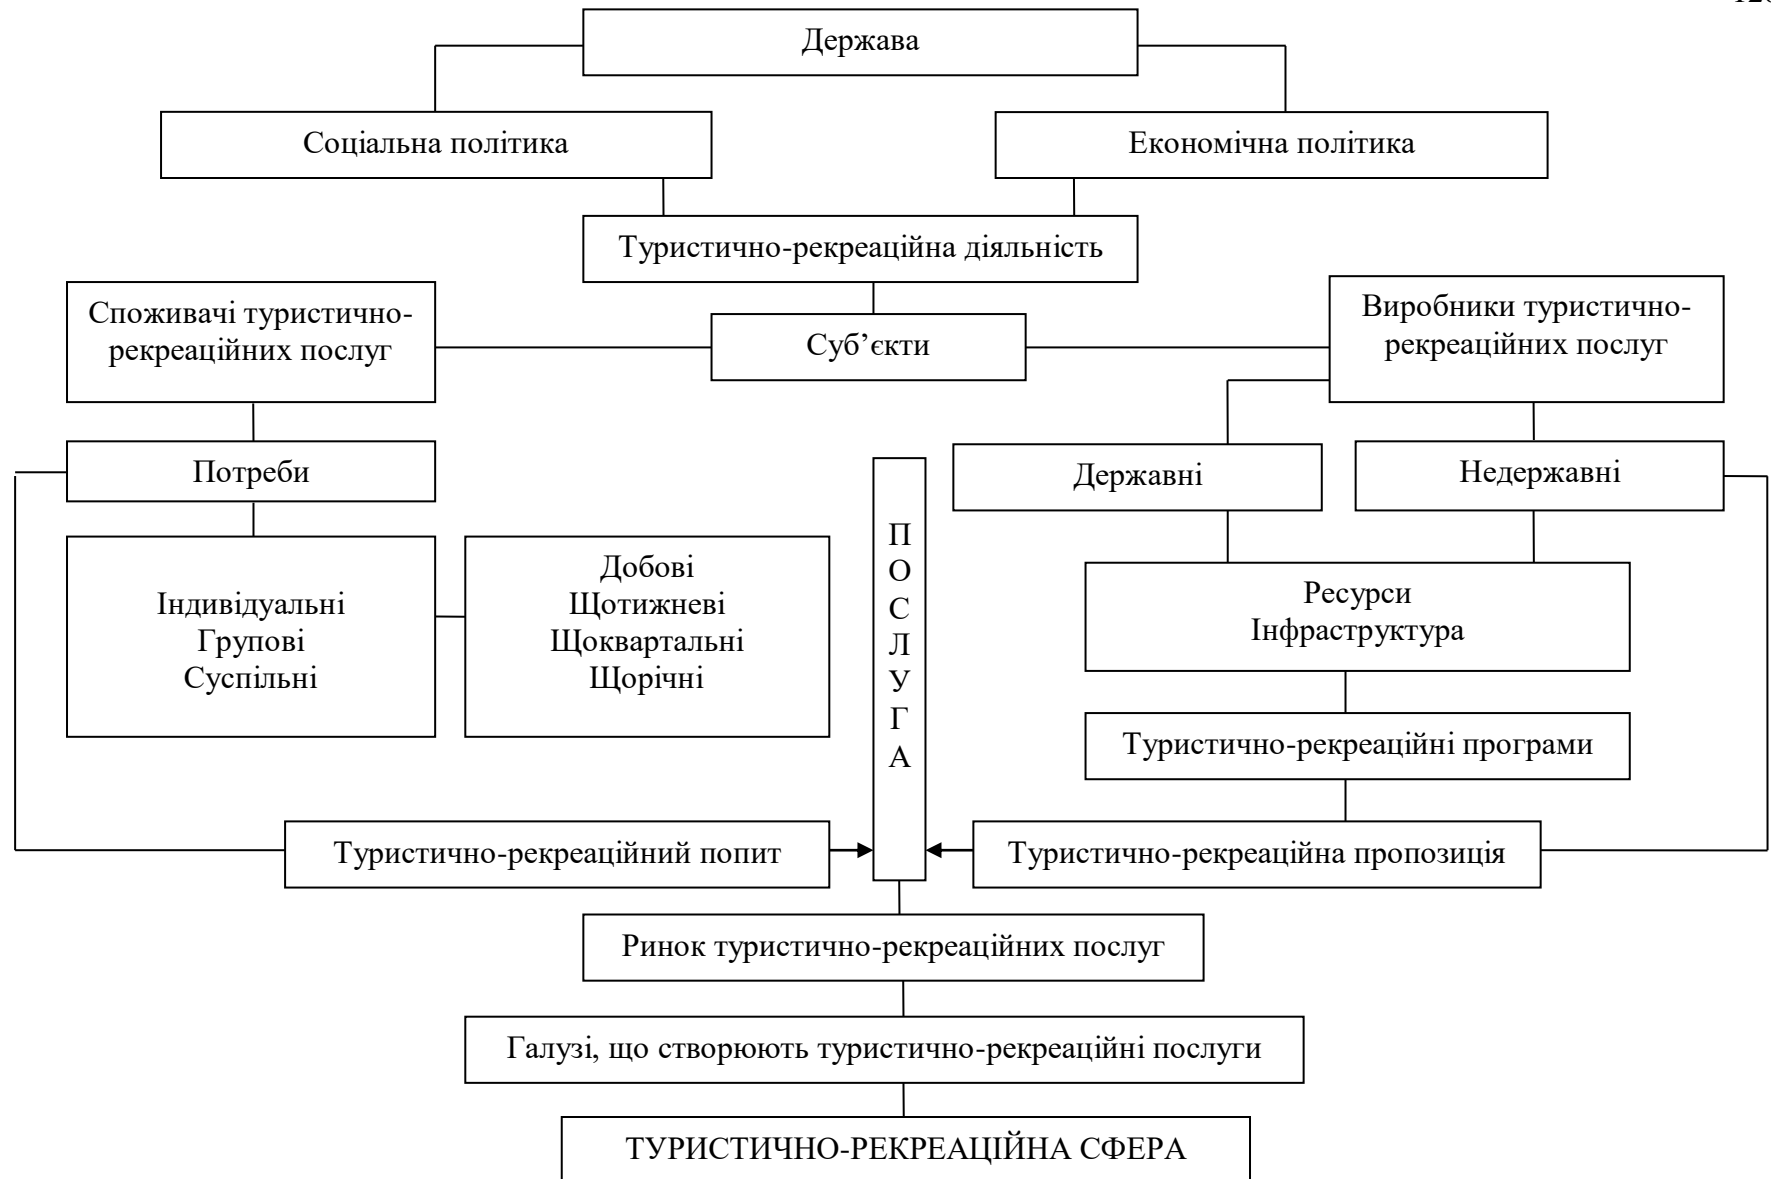 Держава
Соціальна політика
Економічна політика
Туристично-рекреаційна діяльність
Споживачі туристично-
рекреаційних послуг
Суб’єкти
Виробники туристично-
рекреаційних послуг
Потреби
Державні
Недержавні
Індивідуальні
Групові
Суспільні
Добові
Щотижневі
Щоквартальні
Щорічні
П
О
С
Л
У
Г
А
Ресурси
Інфраструктура
Туристично-рекреаційні програми
Туристично-рекреаційний попит
Туристично-рекреаційна пропозиція
Ринок туристично-рекреаційних послуг
Галузі, що створюють туристично-рекреаційні послуги
ТУРИСТИЧНО-РЕКРЕАЦІЙНА СФЕРА